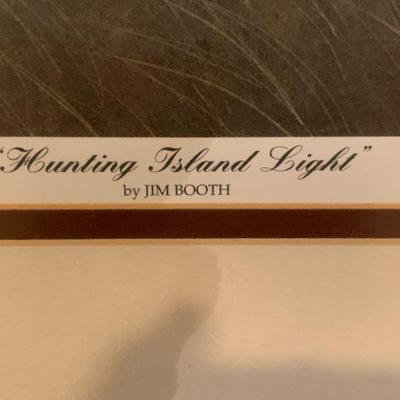 "Hunting Island Light"
by JIM BOOTH